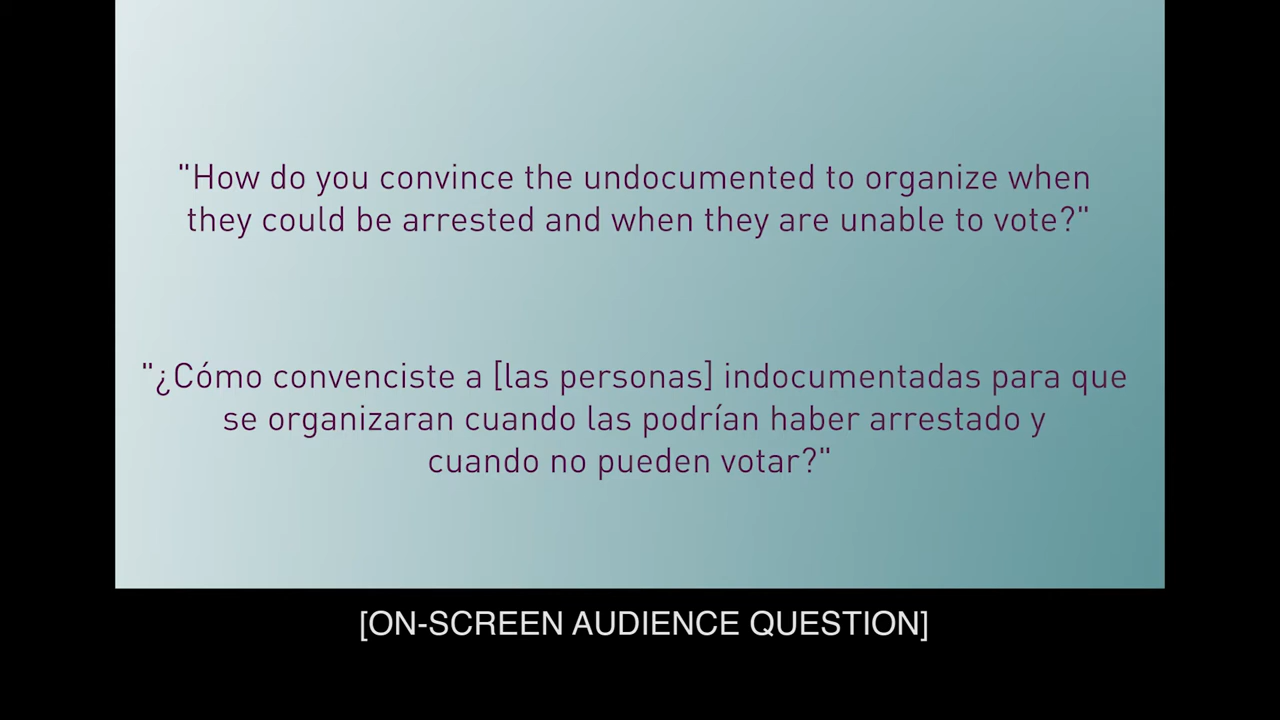 "How do you convince the undocumented to organize when
they could be arrested and when they are unable to vote?"
"¿Cómo convenciste a [las personas] indocumentadas para que
se organizaran cuando las podrían haber arrestado y
cuando no pueden votar?"
[ON-SCREEN AUDIENCE QUESTION]